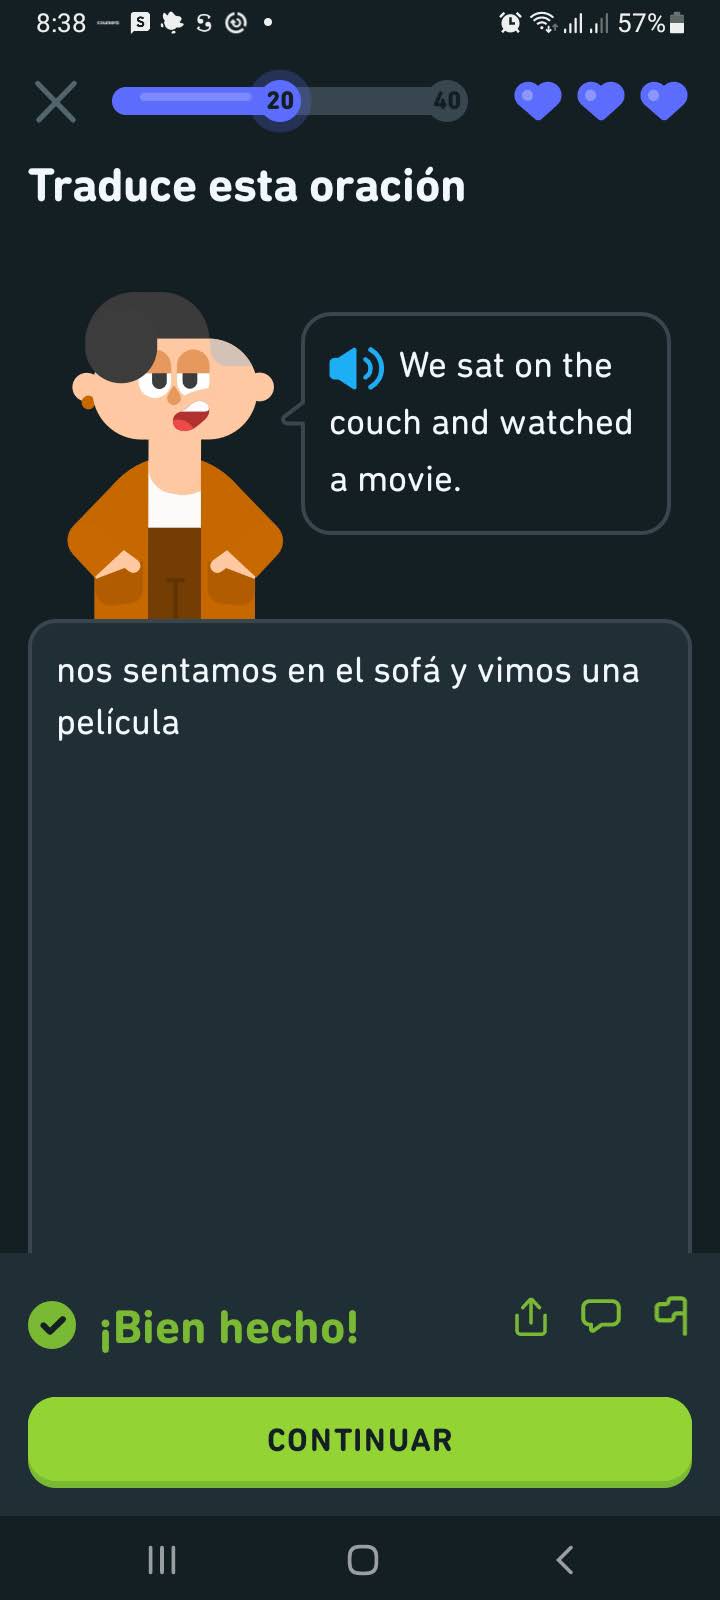 8:38
57%
20
40
Traduce esta oración
We sat on the
couch and watched
a movie.
nos sentamos en el sofá y vimos una
película
¡Bien hecho!
CONTINUAR